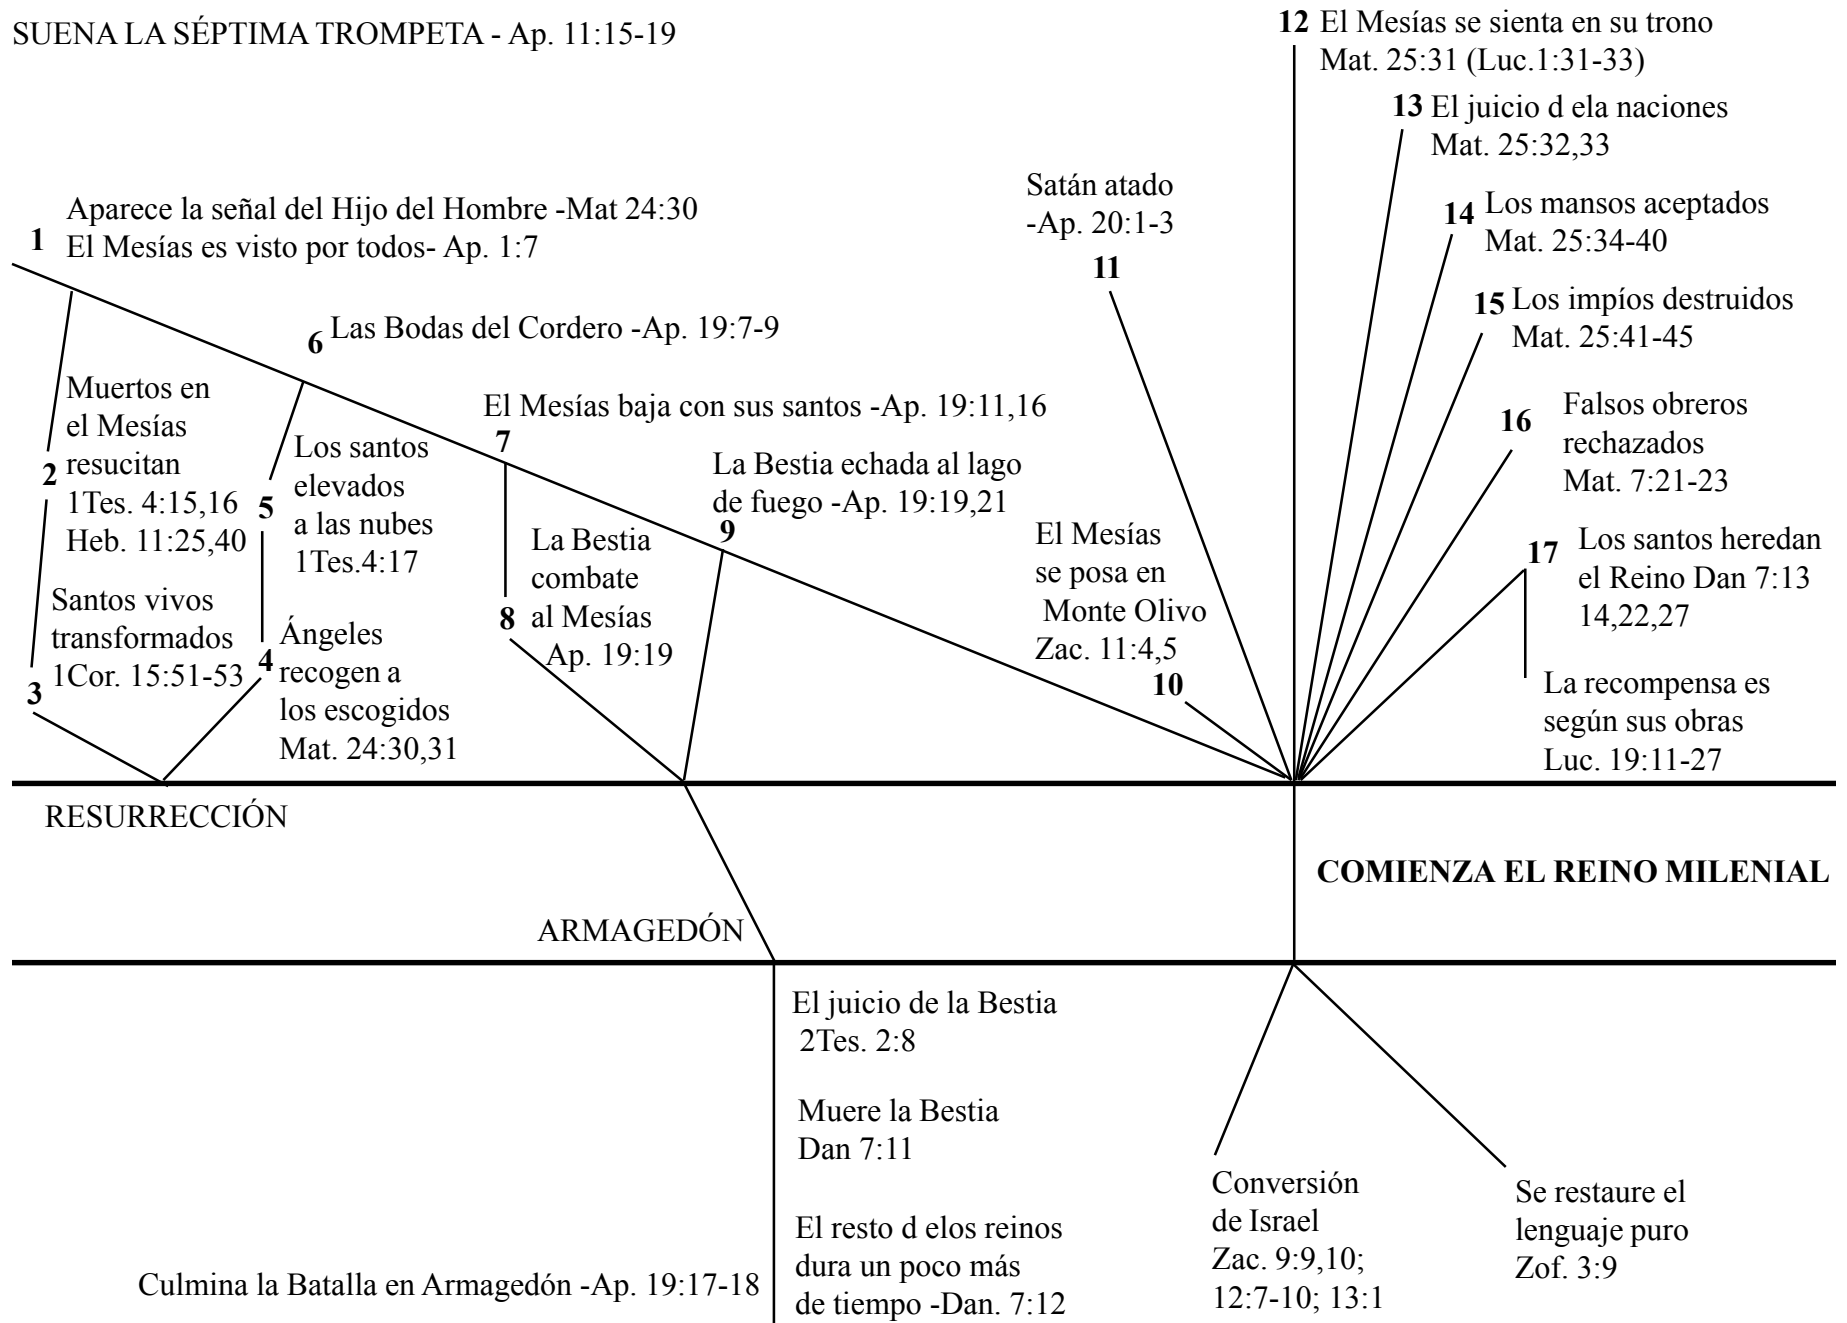 SUENA LA SÉPTIMA TROMPETA - Ap. 11:15-19
1
Aparece la señal del Hijo del Hombre -Mat 24:30
El Mesías es visto por todos- Ap. 1:7
2
Muertos en
el Mesías
resucitan
1Tes. 4:15,16
Heb. 11:25,40
3
Santos vivos
transformados
1Cor. 15:51-53
4
Ángeles
recogen a
los escogidos
Mat. 24:30,31
5
Los santos
elevados
a las nubes
1Tes.4:17
6 Las Bodas del Cordero -Ap. 19:7-9
El Mesías baja con sus santos -Ap. 19:11,16
7
8
La Bestia
combate
al Mesías
Ap. 19:19
La Bestia echada al lago
de fuego -Ap. 19:19,21
9
El Mesías
se posa en
Monte Olivo
Zac. 11:4,5
10
Satán atado
-Ap. 20:1-3
11
12 El Mesías se sienta en su trono
Mat. 25:31 (Luc.1:31-33)
13 El juicio d ela naciones
Mat. 25:32,33
14 Los mansos aceptados
Mat. 25:34-40
15 Los impíos destruidos
Mat. 25:41-45
16
Falsos obreros
rechazados
Mat. 7:21-23
17
Los santos heredan
el Reino Dan 7:13
14,22,27
La recompensa es
según sus obras
Luc. 19:11-27
RESURRECCIÓN
ARMAGEDÓN
COMIENZA EL REINO MILENIAL
El juicio de la Bestia
2Tes. 2:8
Muere la Bestia
Dan 7:11
El resto d elos reinos
dura un poco más
de tiempo -Dan. 7:12
Culmina la Batalla en Armagedón -Ap. 19:17-18
Conversión
de Israel
Zac. 9:9,10;
12:7-10; 13:1
Se restaure el
lenguaje puro
Zof. 3:9